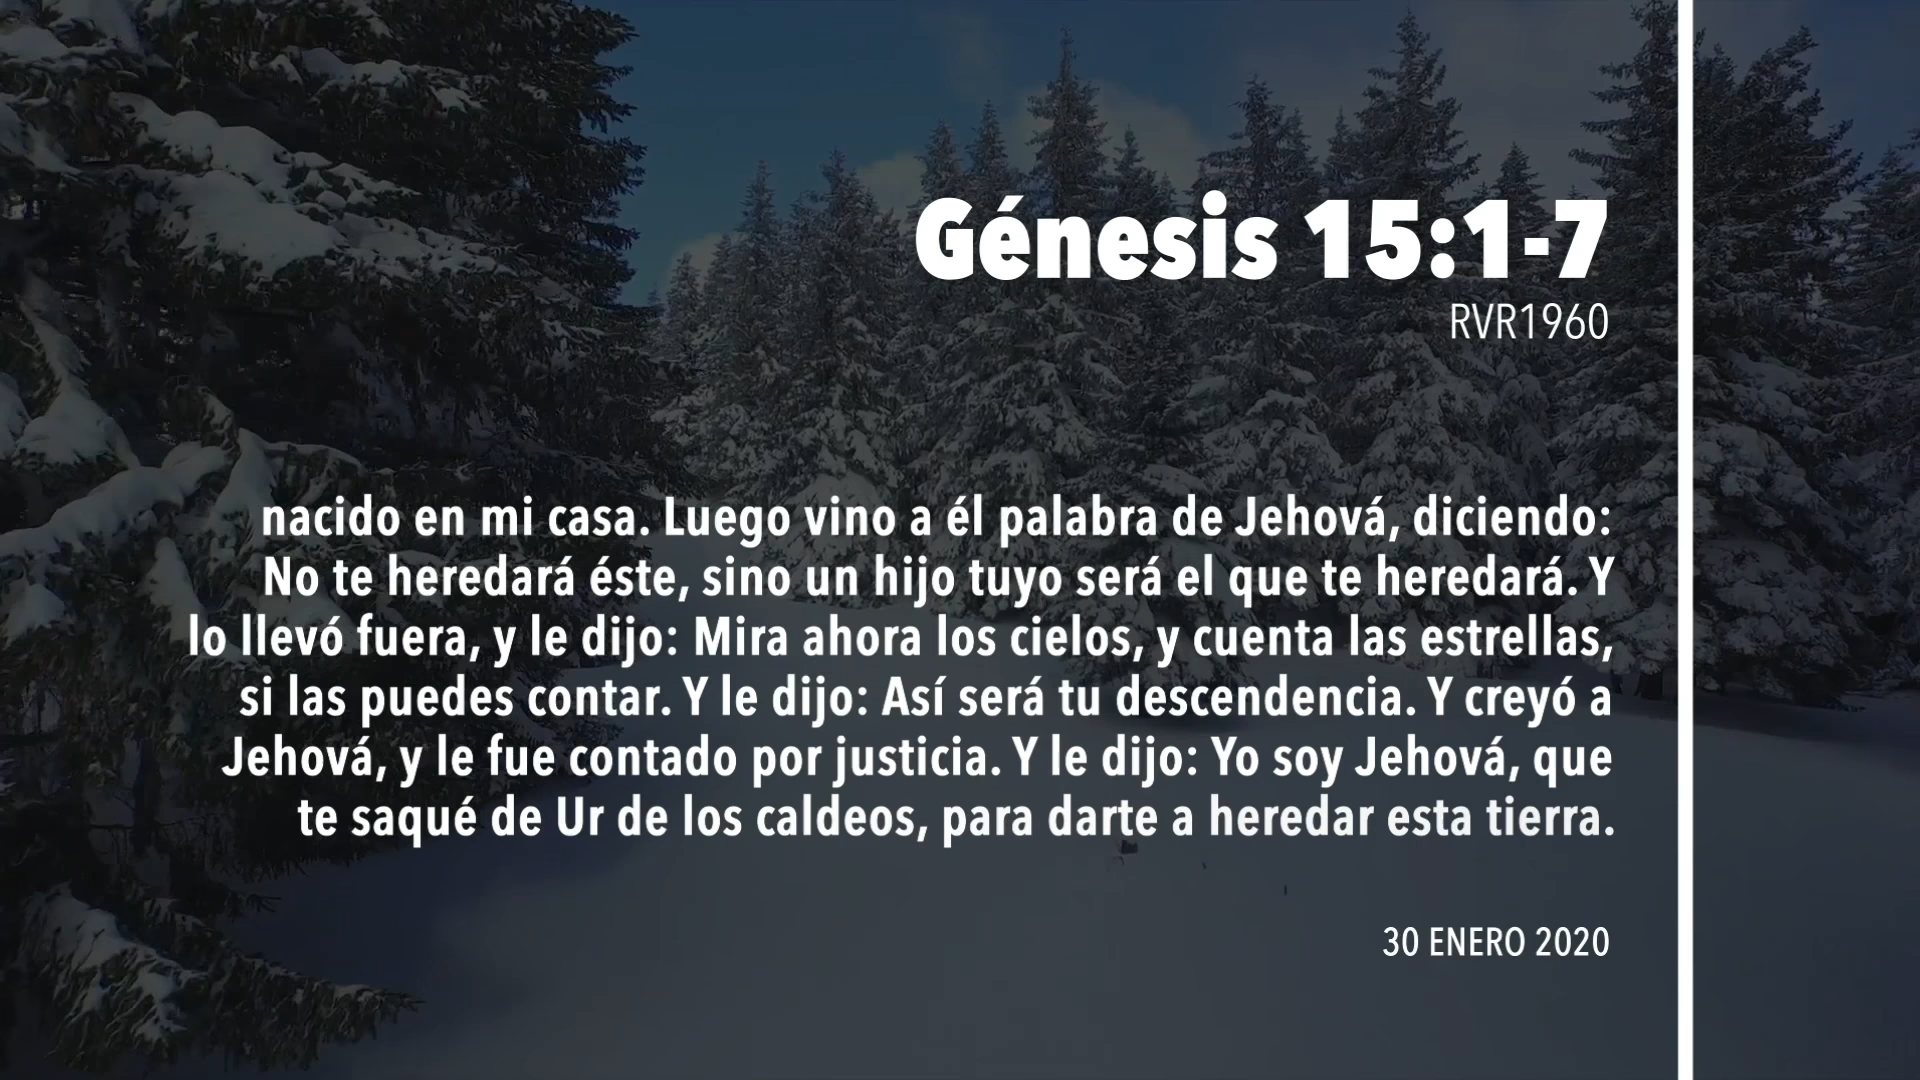 Génesis 15:1-7
RVR1960
nacido en mi casa. Luego vino a él palabra de Jehová, diciendo:
No te heredará éste, sino un hijo tuyo será el que te heredará. Y
lo llevó fuera, y le dijo: Mira ahora los cielos, y cuenta las estrellas,
si las puedes contar. Y le dijo: Así será tu descendencia. Y creyó a
Jehová, y le fue contado por justicia. Y le dijo: Yo soy Jehová, que
te saqué de Ur de los caldeos, para darte a heredar esta tierra.
30 ENERO 2020